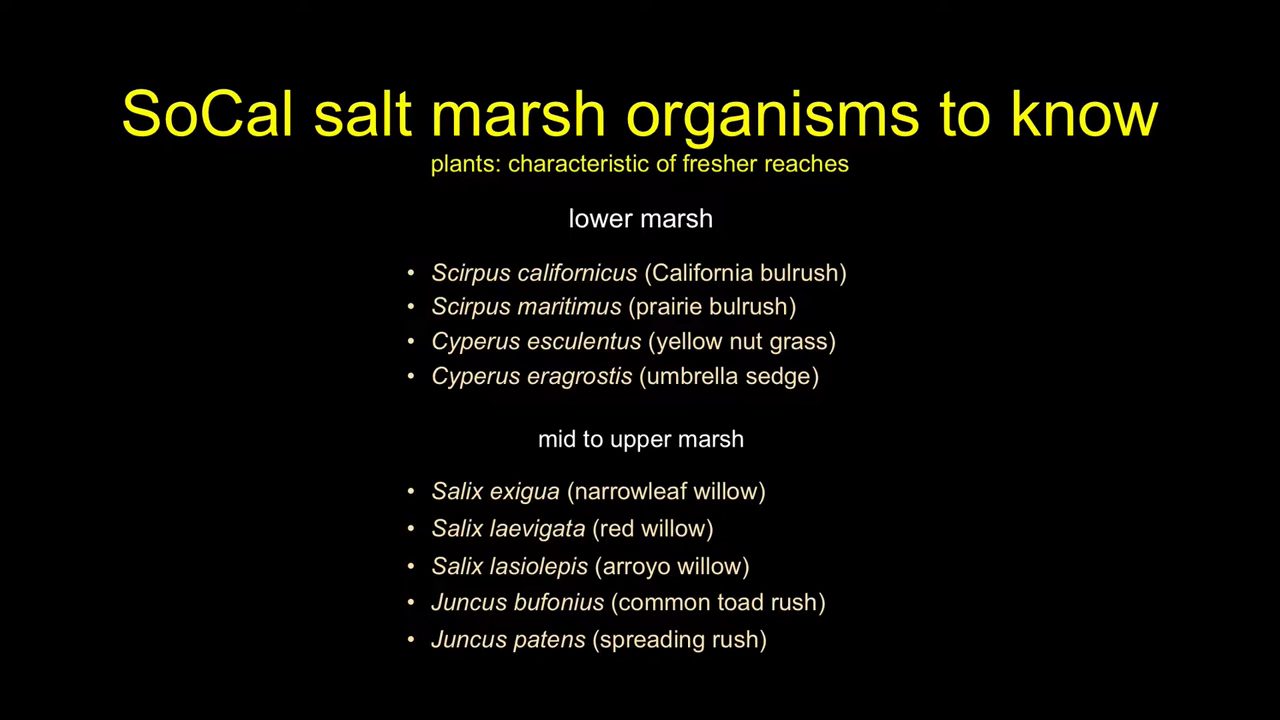 SoCal salt marsh organisms to know
plants: characteristic of fresher reaches
lower marsh
• Scirpus californicus (California bulrush)
• Scirpus maritimus (prairie bulrush)
• Cyperus esculentus (yellow nut grass)
• Cyperus eragrostis (umbrella sedge)
mid to upper marsh
• Salix exigua (narrowleaf willow)
• Salix laevigata (red willow)
• Salix lasiolepis (arroyo willow)
• Juncus bufonius (common toad rush)
• Juncus patens (spreading rush)